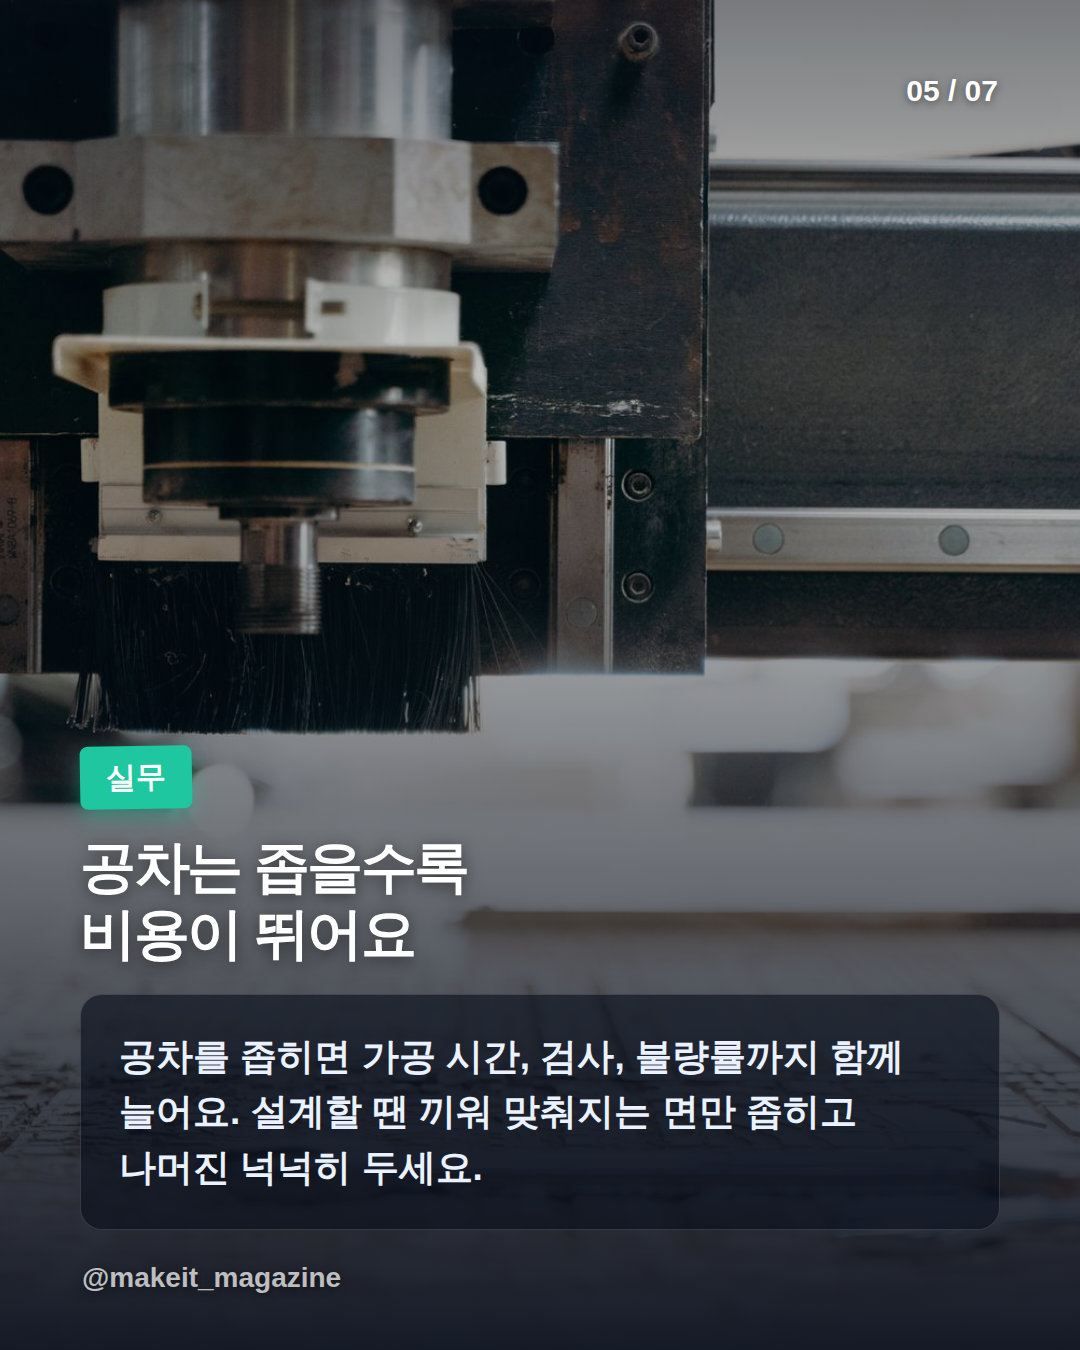 05 / 07
실무
공차는 좁을수록
비용이 뛰어요
공차를 좁히면 가공 시간, 검사, 불량률까지 함께
늘어요. 설계할 땐 끼워 맞춰지는 면만 좁히고
나머진 넉넉히 두세요.
@makeit_magazine